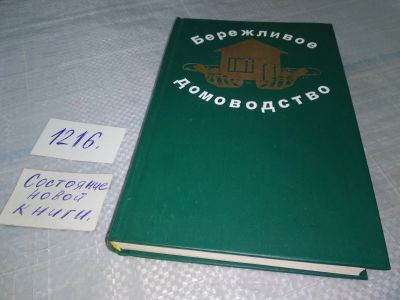 Бережливое
домоводство
1216.
Состояние
новой
книги.